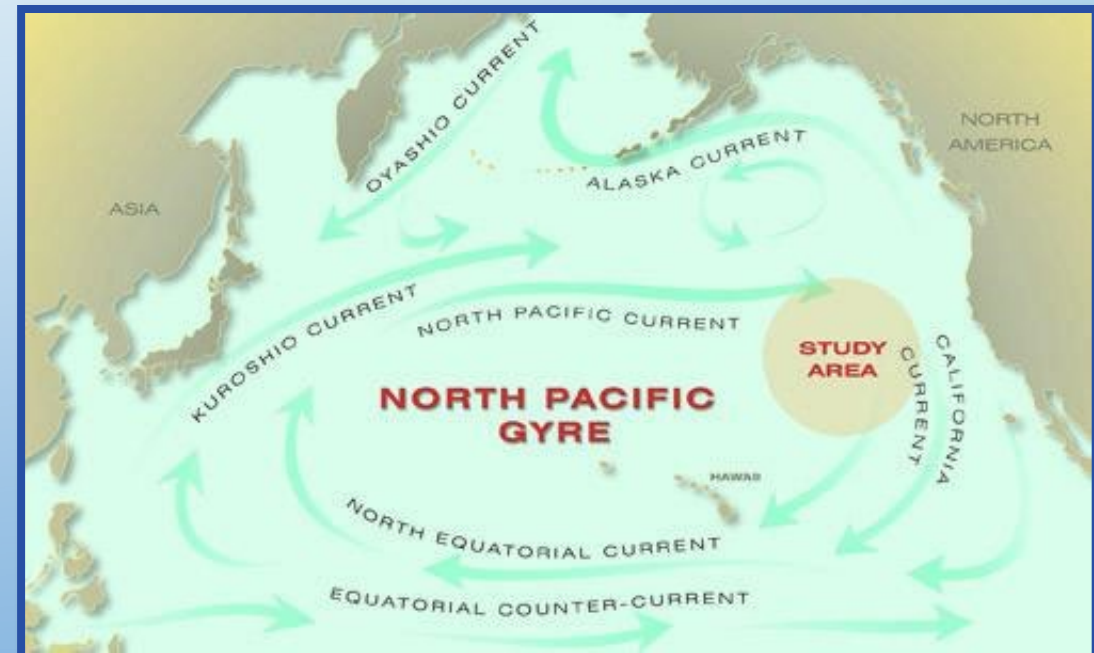 OYASHIO CURRENT
ALASKA CURRENT
NORTH
AMERICA
ASIA
KUROSHIO CURRENT
NORTH PACIFIC CURRENT
STUDY
AREA
CALIFORNIA
CURRENT
NORTH PACIFIC
GYRE
HAWAII
NORTH EQUATORIAL CURRENT
EQUATORIAL COUNTER-CURRENT